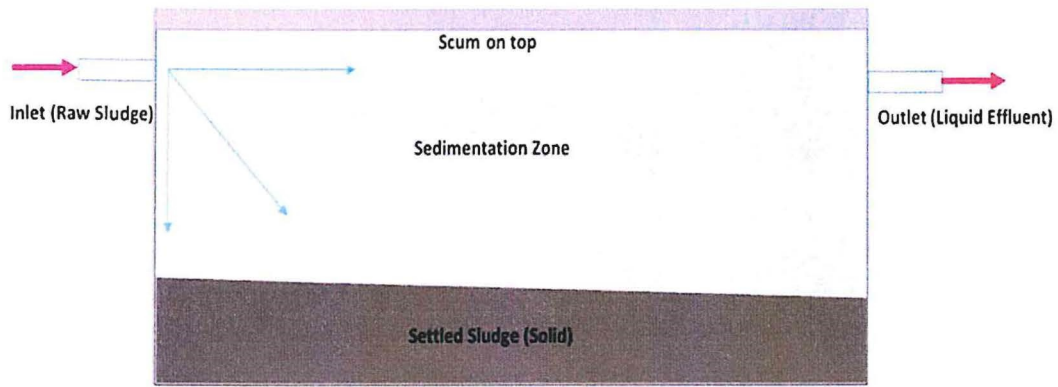 Scum on top
Inlet (Raw Sludge)
Outlet (Liquid Effluent)
Sedimentation Zone
Settled Sludge (Solid)